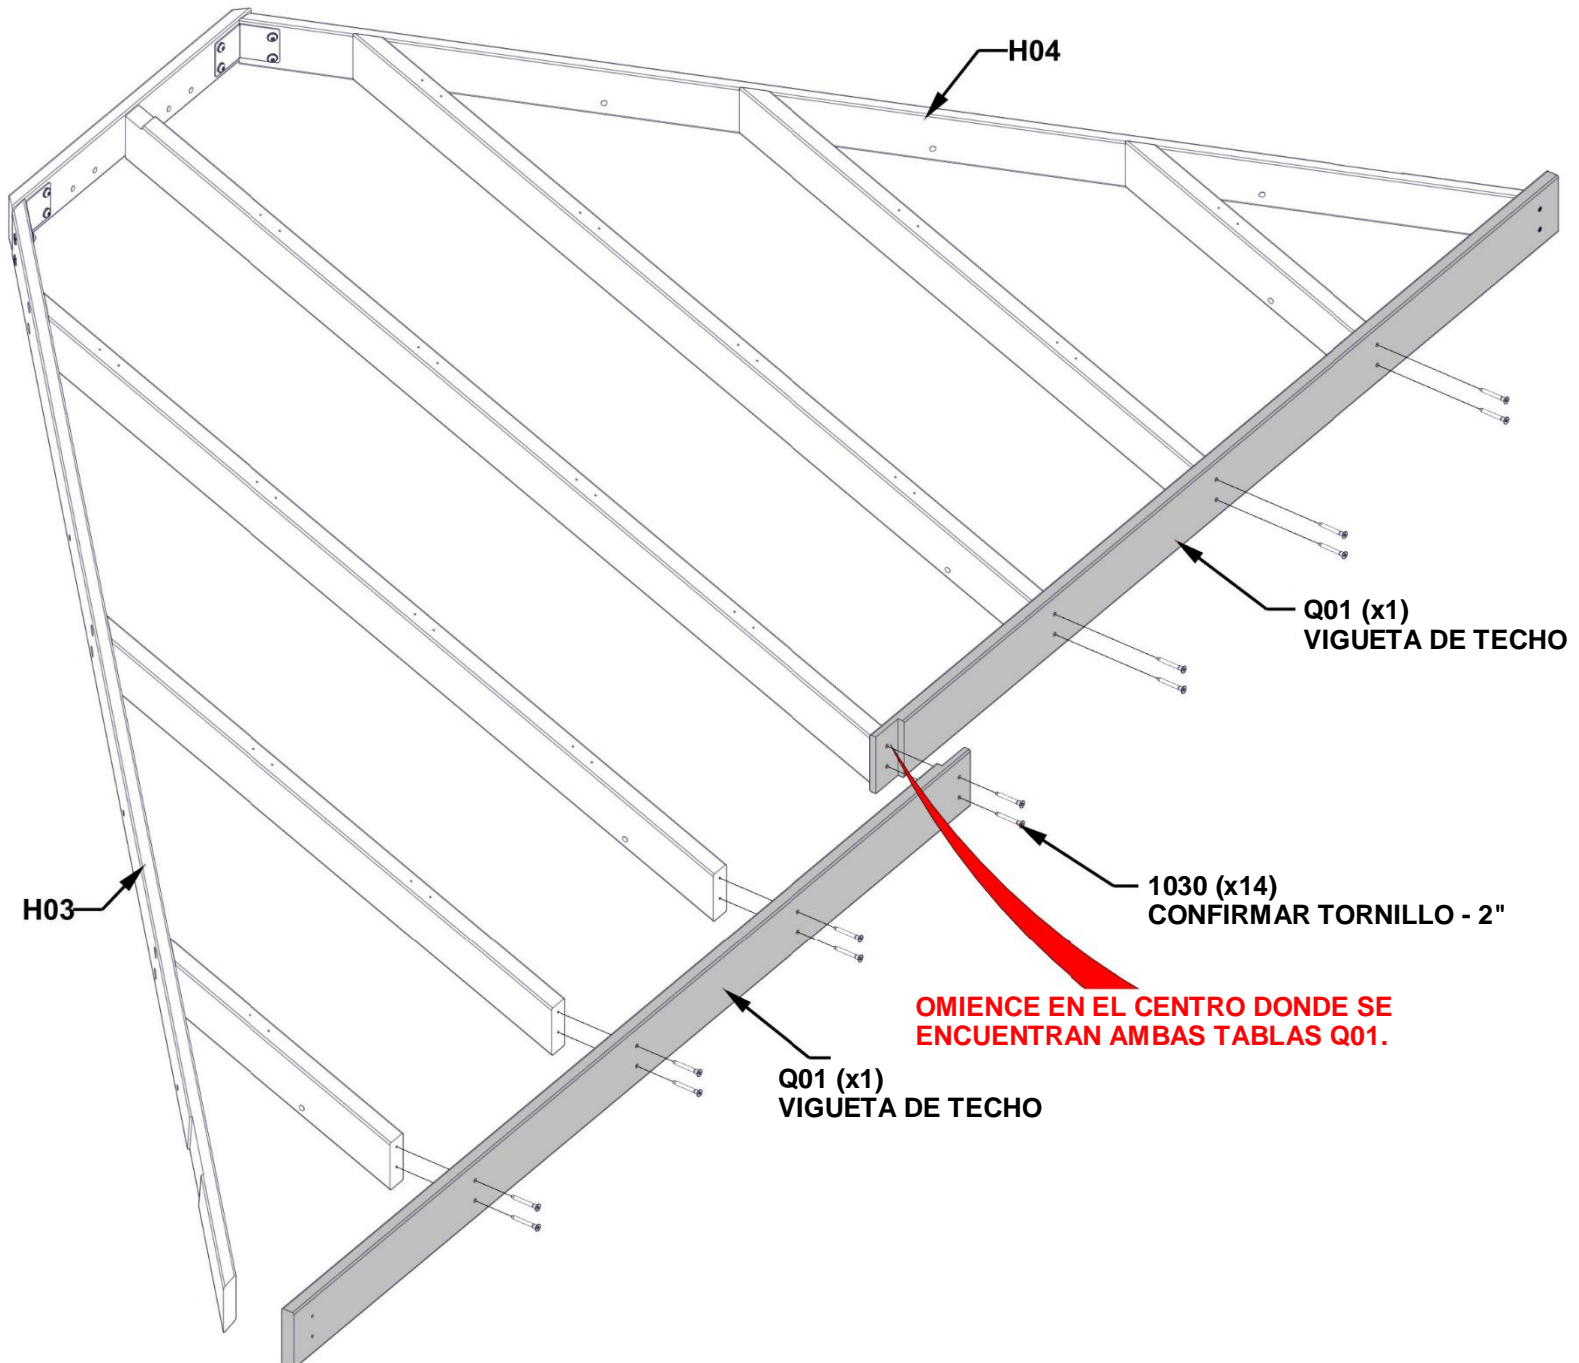 H04
Q01 (x1)
VIGUETA DE TECHO
1030 (x14)
CONFIRMAR TORNILLO - 2"
H03
OMIENCE EN EL CENTRO DONDE SE
ENCUENTRAN AMBAS TABLAS Q01.
Q01 (x1)
VIGUETA DE TECHO